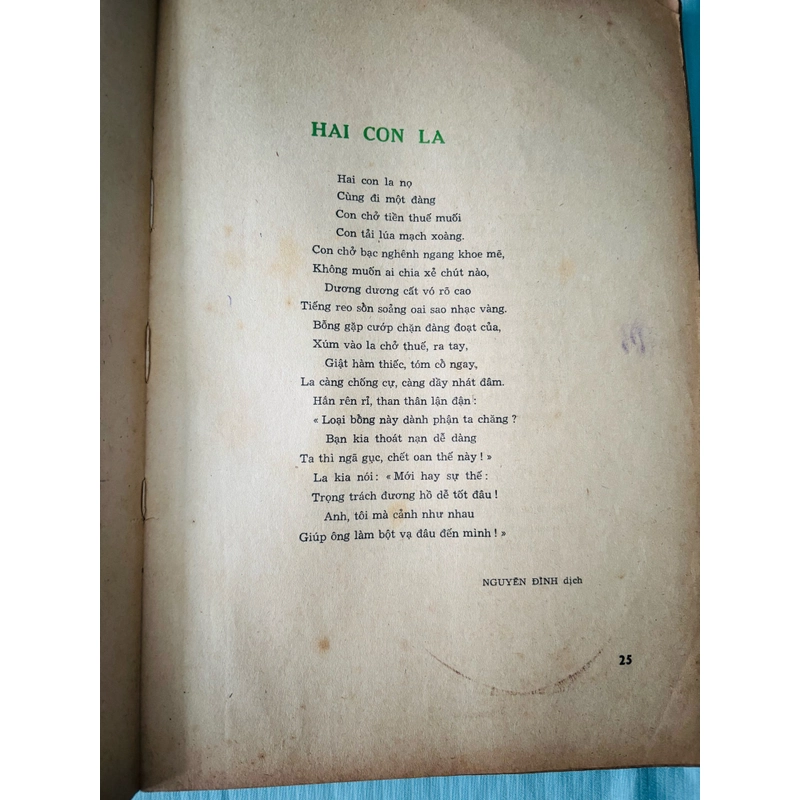 HAI CON LA
Hai con la nọ
Cùng đi một đàng
Con chở tiền thuế muối
Con tải lúa mạch xoàng.
Con chở bạc nghênh ngang khoe mẽ,
Không muốn ai chia xẻ chút nào,
Dương dương cất vó rõ cao
Tiếng reo sồn soảng oai sao nhạc vàng.
Bỗng gặp cướp chặn đàng đoạt của,
Xúm vào la chở thuế, ra tay,
Giật hàm thiếc, tóm cổ ngay,
La càng chống cự, càng dầy nhát đâm.
Hắn rên rỉ, than thân lận đận:
« Loại bổng này dành phận ta chăng ?
Bạn kia thoát nạn dễ dàng
Ta thì ngã gục, chết oan thế này ! »
La kia nói : « Mới hay sự thế :
Trọng trách đương hồ dễ tốt đâu !
Anh, tôi mà cảnh như nhau
Giúp ông làm bột vạ đâu đến mình ! »
NGUYỄN ĐÌNH dịch
25